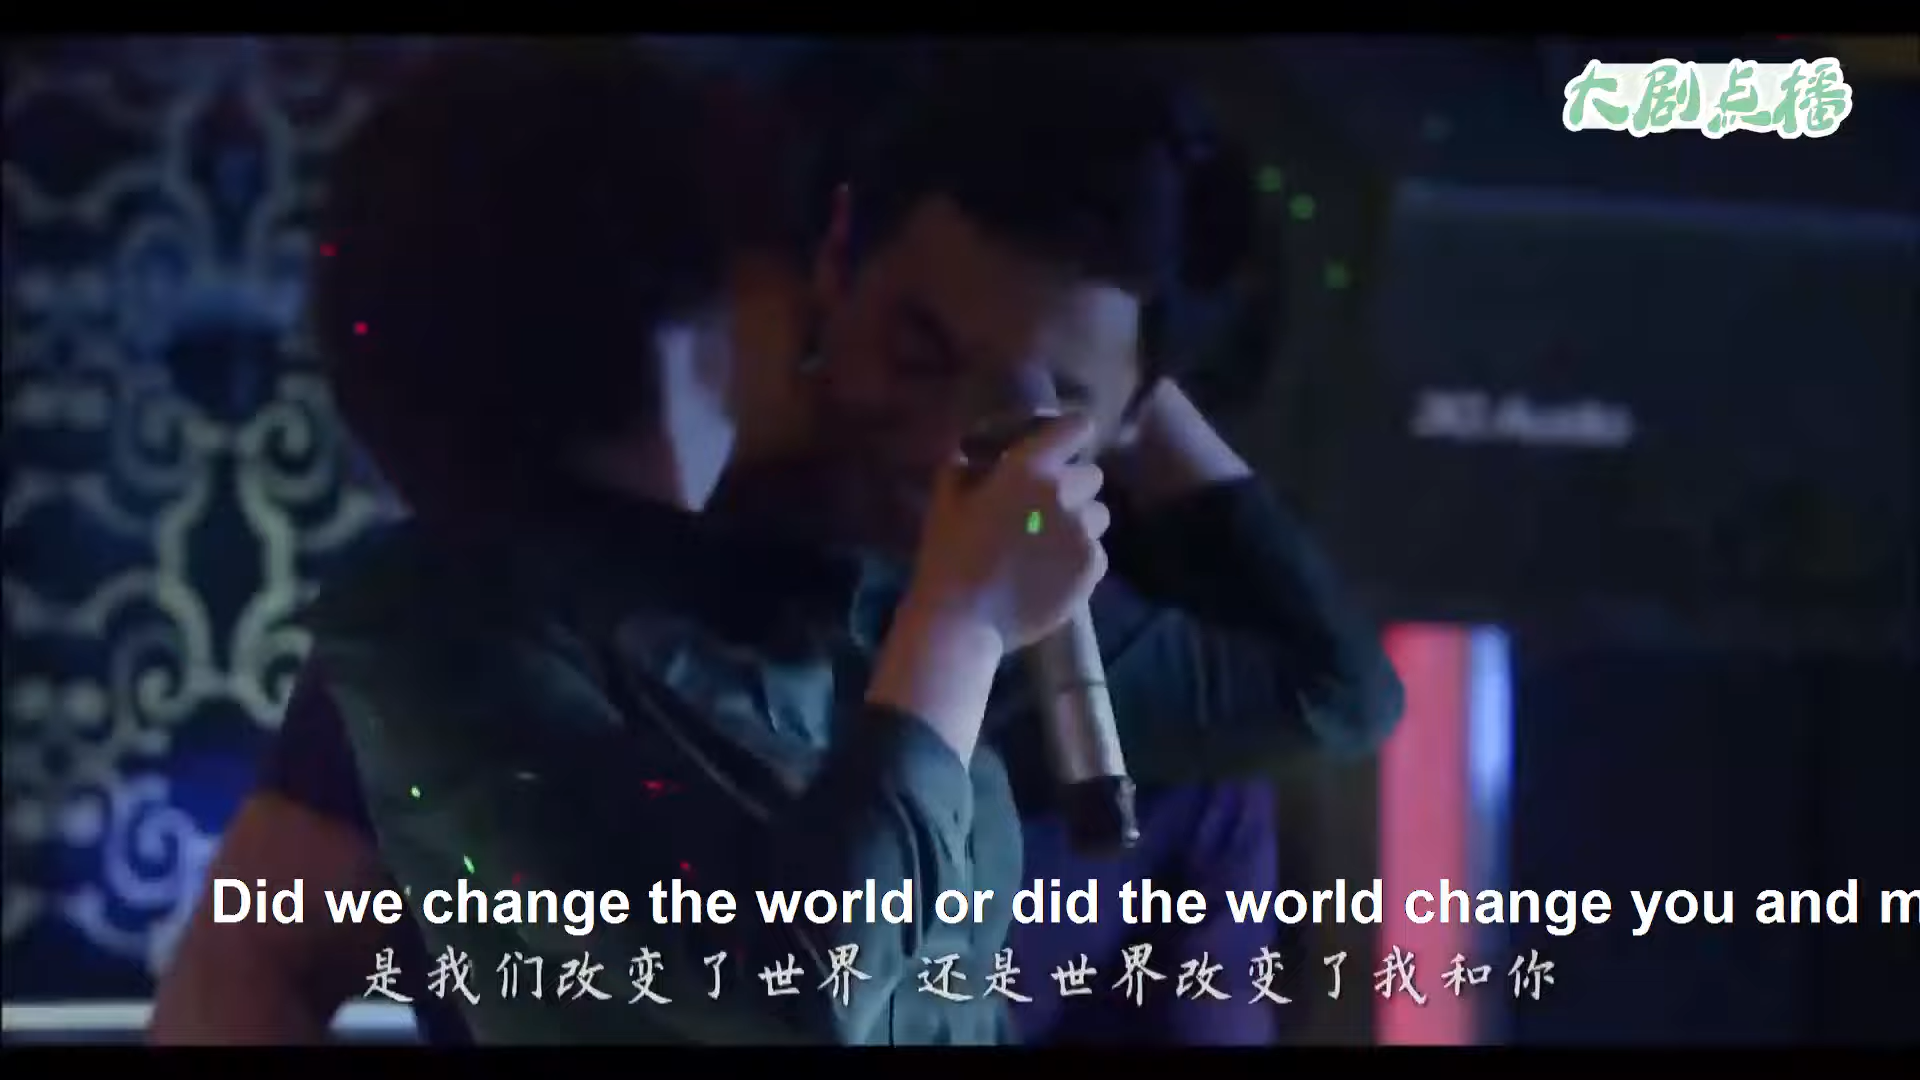 大剧点播
Did we change the world or did the world change you and m
是我们改变了世界 还是世界改变了我和你